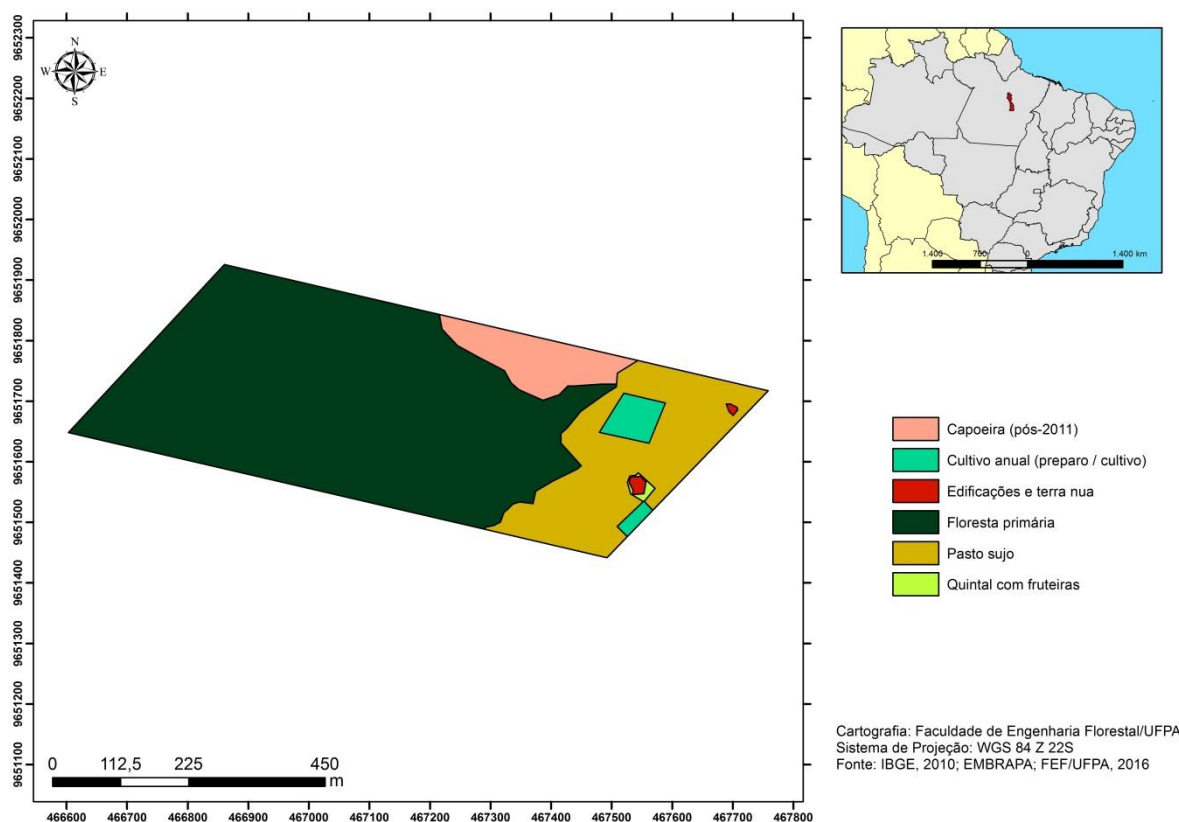 9652300
9652200
9652100
9652000
9651900
9651800
9651700
9651600
9651500
9651400
9651300
9651200
9651100
N
W E
S
0 112,5 225 450
m
466600 466700 466800 466900 467000 467100 467200 467300 467400 467500 467600 467700 467800
1.400 700 0 1.400 km
Capoeira (pós-2011)
Cultivo anual (preparo / cultivo)
Edificações e terra nua
Floresta primária
Pasto sujo
Quintal com fruteiras
Cartografia: Faculdade de Engenharia Florestal/UFPA
Sistema de Projeção: WGS 84 Z 22S
Fonte: IBGE, 2010; EMBRAPA; FEF/UFPA, 2016